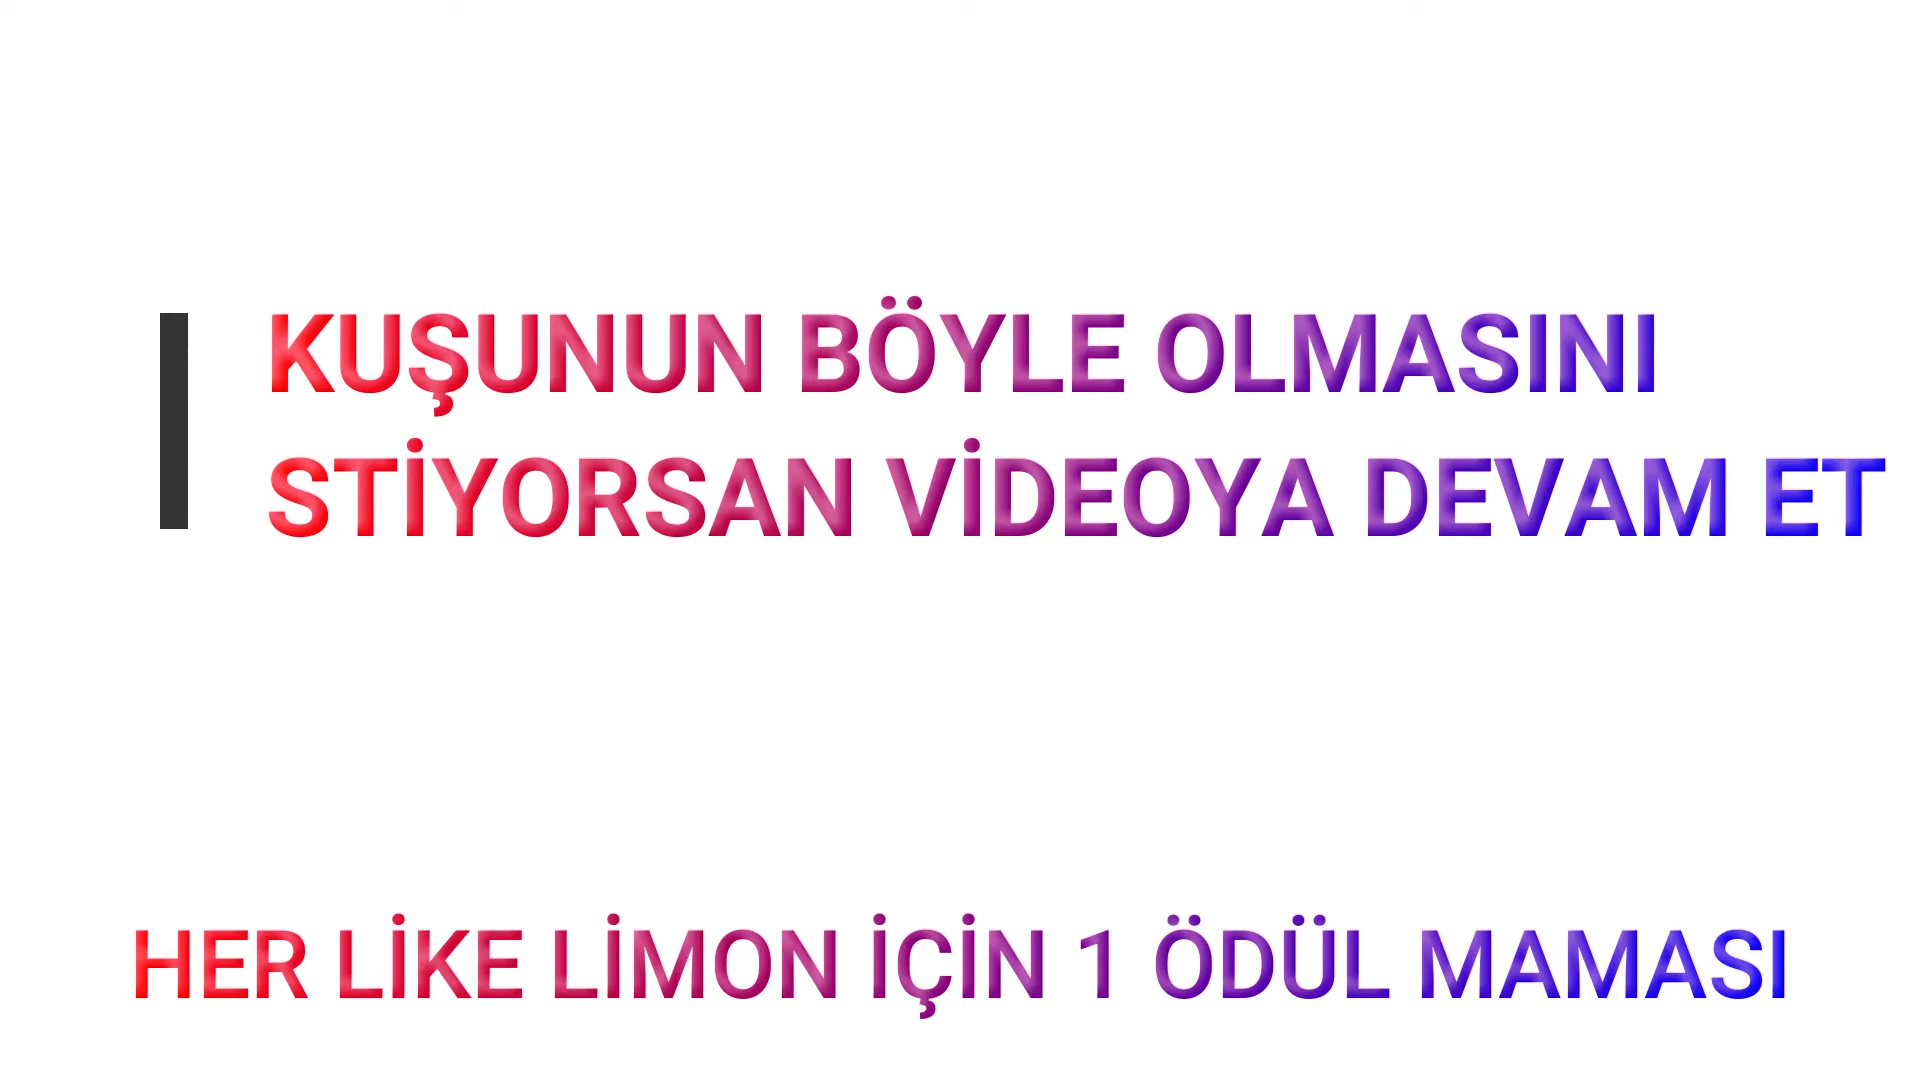 KUŞUNUN BÖYLE OLMASINI
STİYORSAN VİDEOYA DEVAM ET
HER LİKE LİMON İÇİN 1 ÖDÜL MAMASI